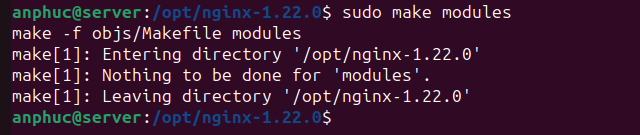 anphuc@server:/opt/nginx-1.22.0$ sudo make modules
make -f objs/Makefile modules
make[1]: Entering directory '/opt/nginx-1.22.0'
make[1]: Nothing to be done for 'modules'.
make[1]: Leaving directory '/opt/nginx-1.22.0'
anphuc@server:/opt/nginx-1.22.0$